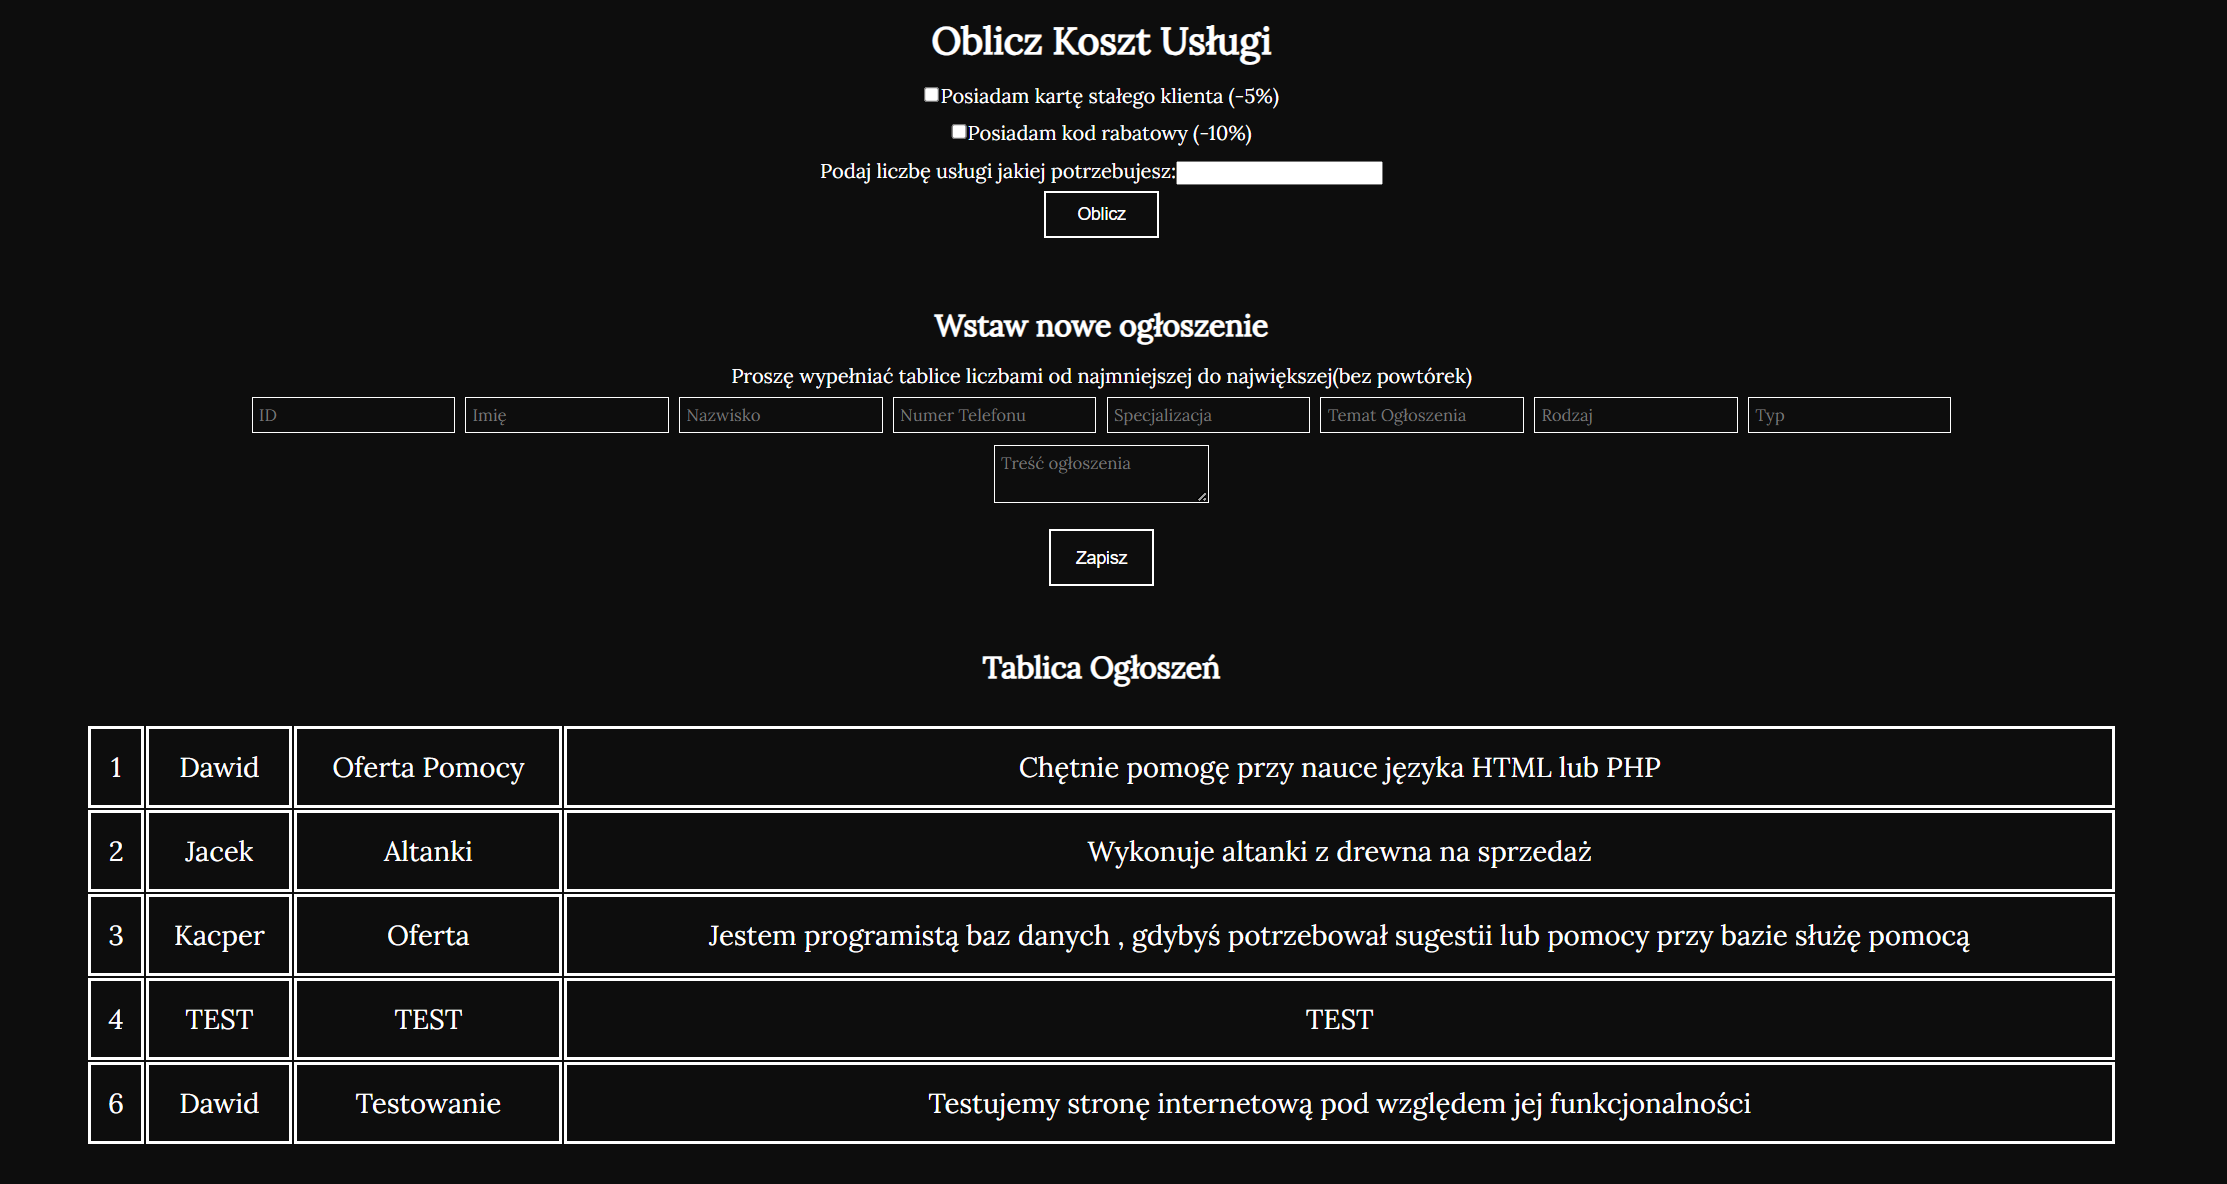 Oblicz Koszt Usługi
Posiadam kartę stałego klienta (-5%)
Posiadam kod rabatowy (-10%)
Podaj liczbę usługi jakiej potrzebujesz:
Oblicz
Wstaw nowe ogłoszenie
Proszę wypełniać tablice liczbami od najmniejszej do największej(bez powtórek)
ID Imię Nazwisko Numer Telefonu Specjalizacja Temat Ogłoszenia Rodzaj Typ
Treść ogłoszenia
Zapisz
Tablica Ogłoszeń
1 Dawid Oferta Pomocy Chętnie pomogę przy nauce języka HTML lub PHP
2 Jacek Altanki Wykonuje altanki z drewna na sprzedaż
3 Kacper Oferta Jestem programistą baz danych , gdybyś potrzebował sugestii lub pomocy przy bazie służę pomocą
4 TEST TEST TEST
6 Dawid Testowanie Testujemy stronę internetową pod względem jej funkcjonalności